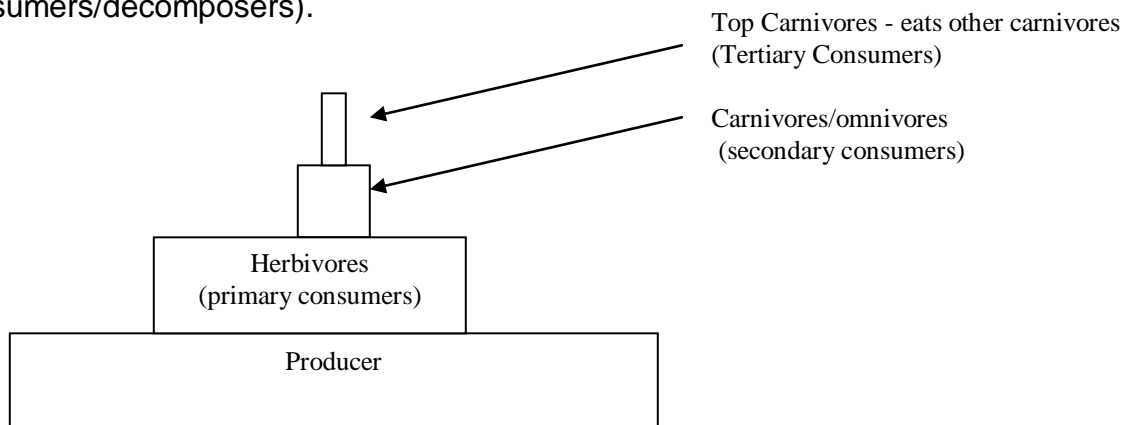 sumers/decomposers).
Top Carnivores - eats other carnivores
(Tertiary Consumers)
Carnivores/omnivores
(secondary consumers)
Herbivores
(primary consumers)
Producer